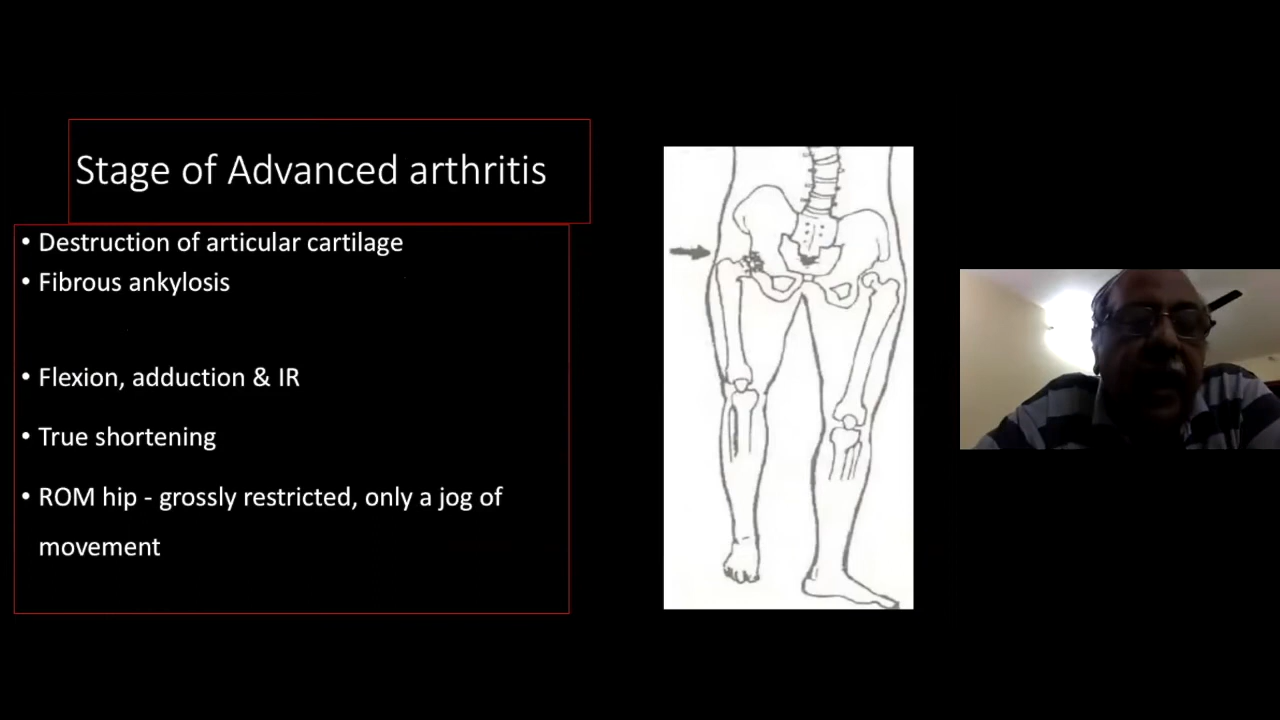 Stage of Advanced arthritis
• Destruction of articular cartilage
• Fibrous ankylosis
• Flexion, adduction & IR
• True shortening
• ROM hip - grossly restricted, only a jog of
movement